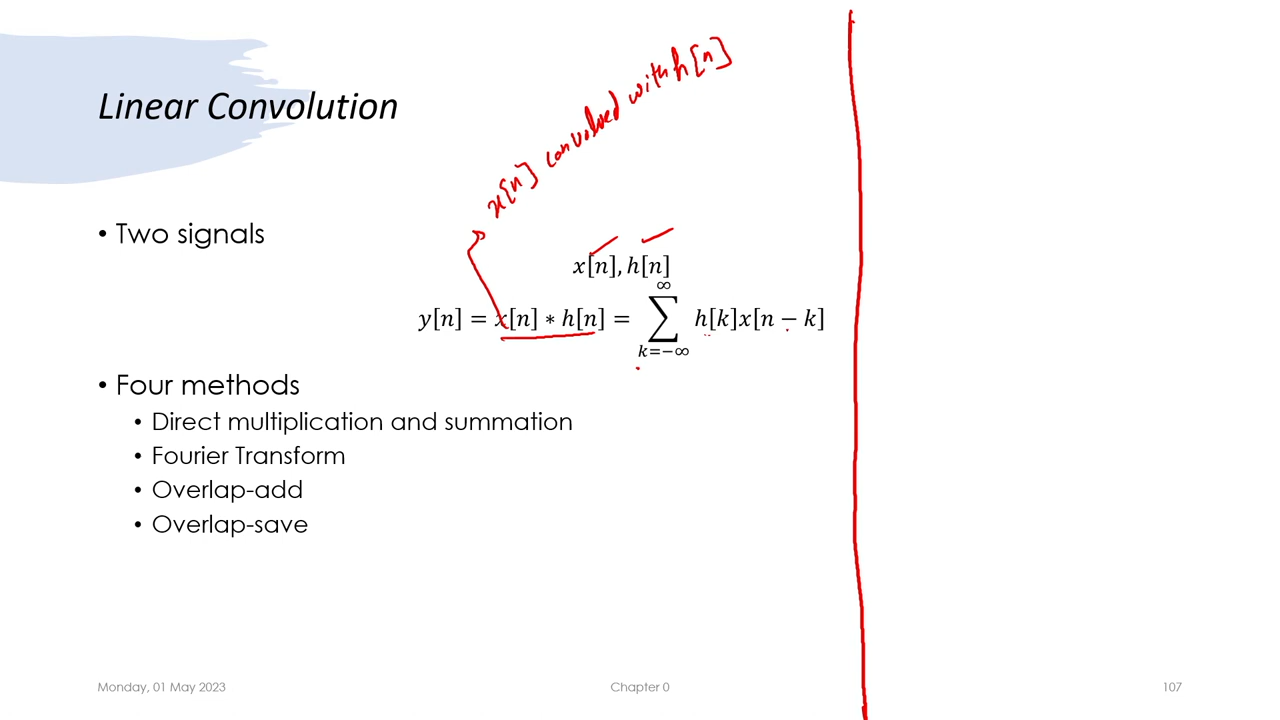 Linear Convolution
x[n] convolved with h[n]
• Two signals
x[n], h[n]
y[n] = x[n] ∗ h[n] = ∑_{k=−∞}^{∞} h[k]x[n − k]
• Four methods
• Direct multiplication and summation
• Fourier Transform
• Overlap-add
• Overlap-save
Monday, 01 May 2023 Chapter 0 107